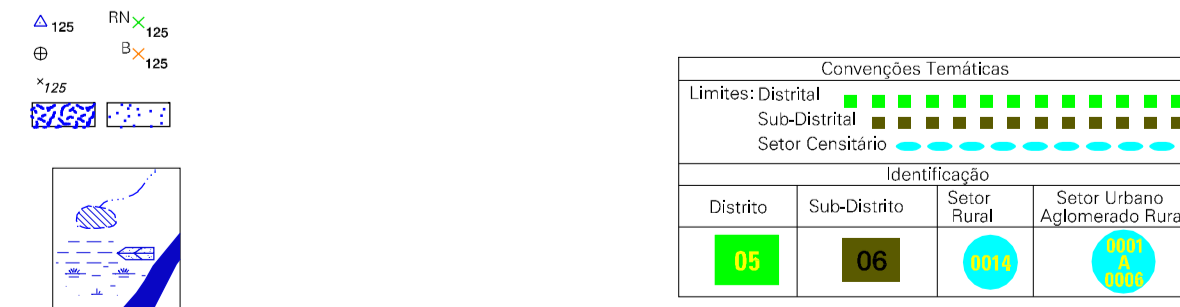 125
RN 125
B 125
125
Convenções Temáticas
Limites: Distrital
Sub-Distrital
Setor Censitário
Identificação
Distrito
Sub-Distrito
Setor
Rural
Setor Urbano
Aglomerado Rura
05
06
0014
0001
A
0006